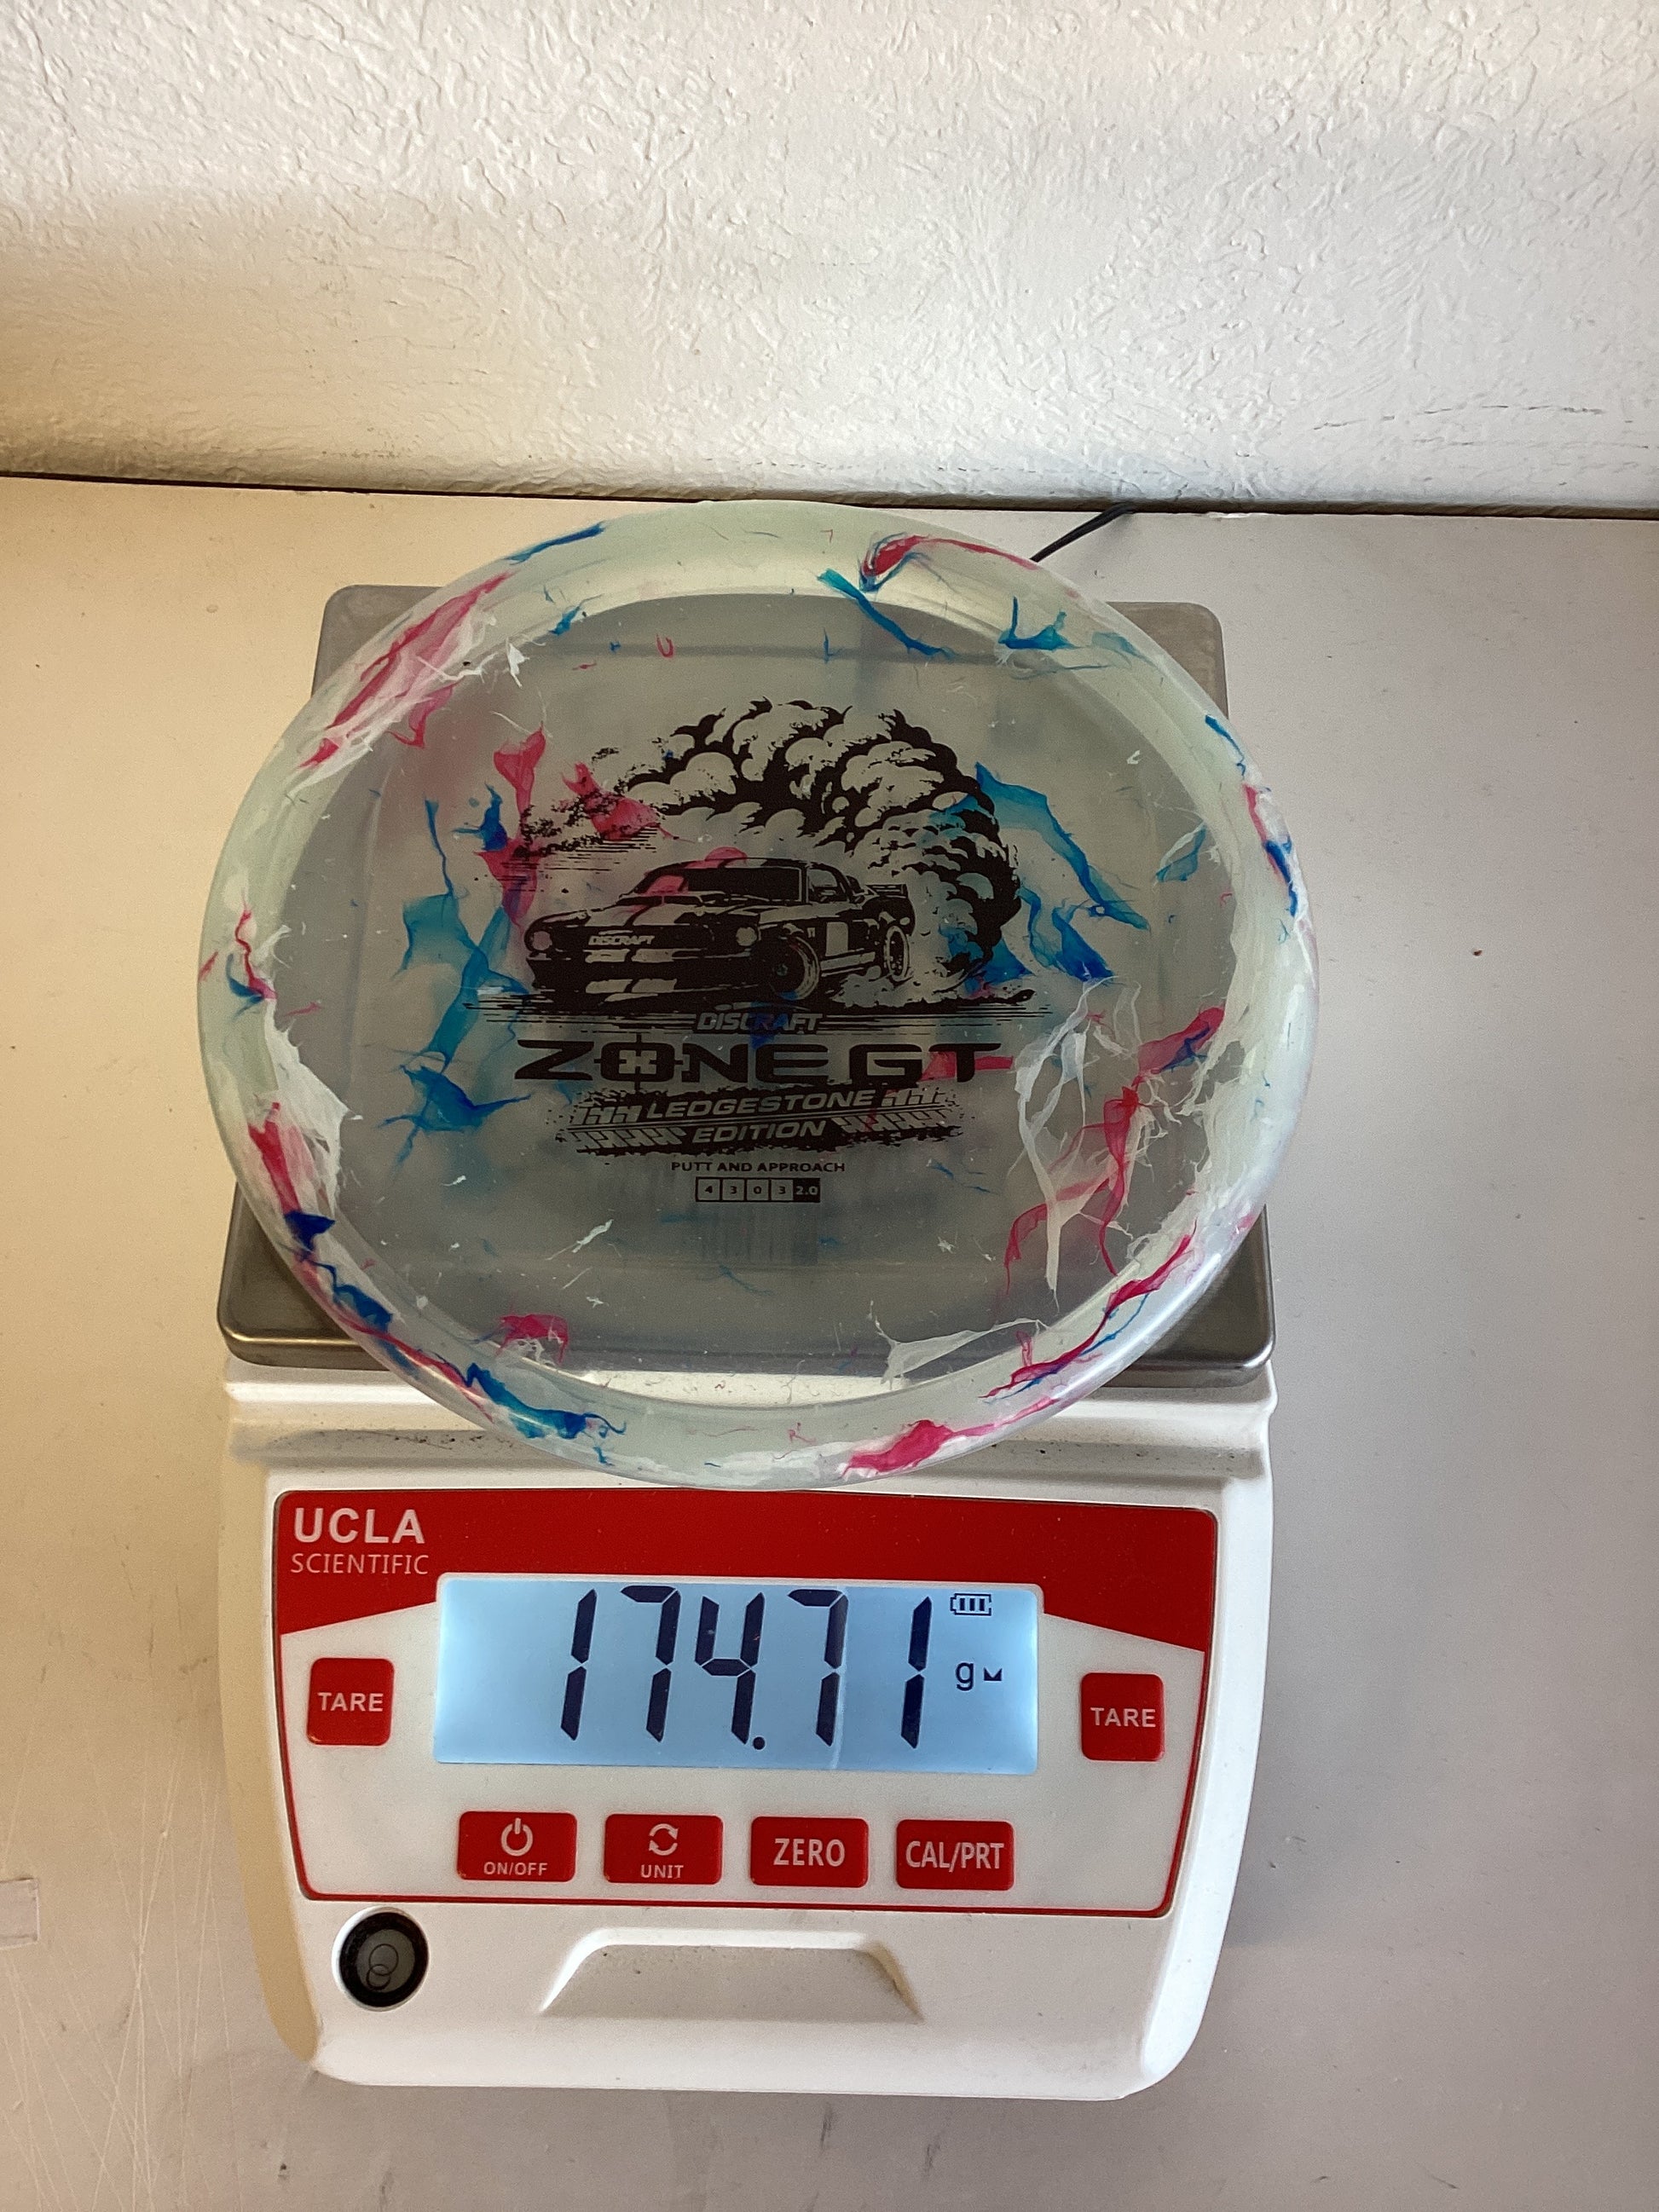 DISCRAFT
DISCRAFT
ZONE GT
LEDGESTONE
EDITION
PUTT AND APPROACH
4 3 0 3 2.0
UCLA
SCIENTIFIC
174.71 g
TARE
TARE
ON/OFF
UNIT
ZERO
CAL/PRT